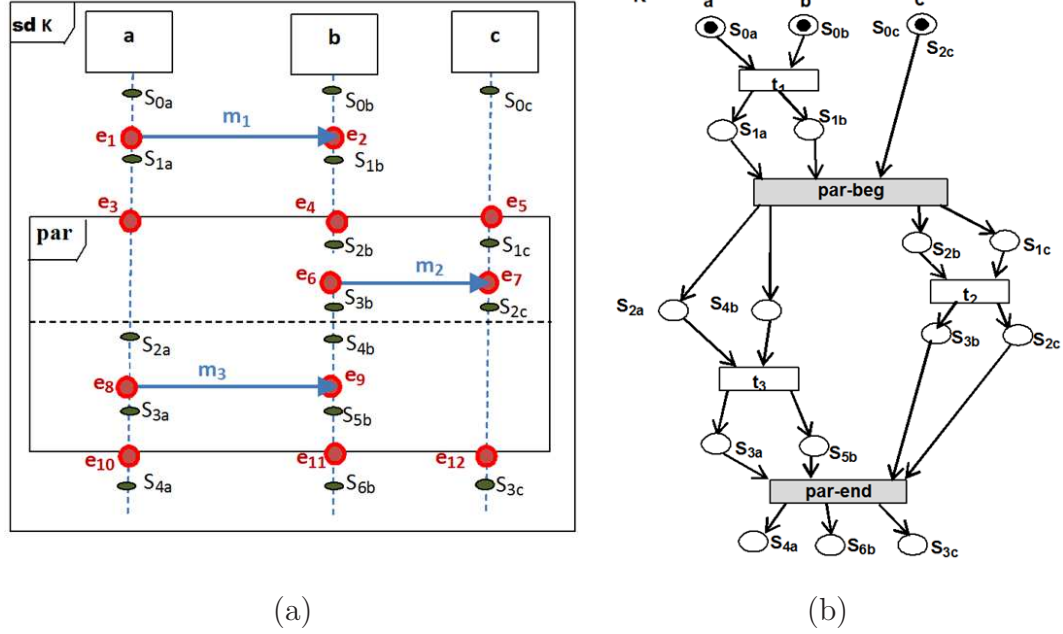 sd K
a
b
c
S0a
S0b
S0c
e1
m1
e2
S1a
S1b
e3
e4
e5
par
S2b
S1c
e6
m2
e7
S3b
S2c
S2a
S4b
e8
m3
e9
S3a
S5b
e10
e11
e12
S4a
S6b
S3c
(a)
a
b
c
S0a
S0b
S0c
S2c
t1
S1a
S1b
par-beg
S2b
S1c
S2a
S4b
t2
S3b
S2c
t3
S3a
S5b
par-end
S4a
S6b
S3c
(b)